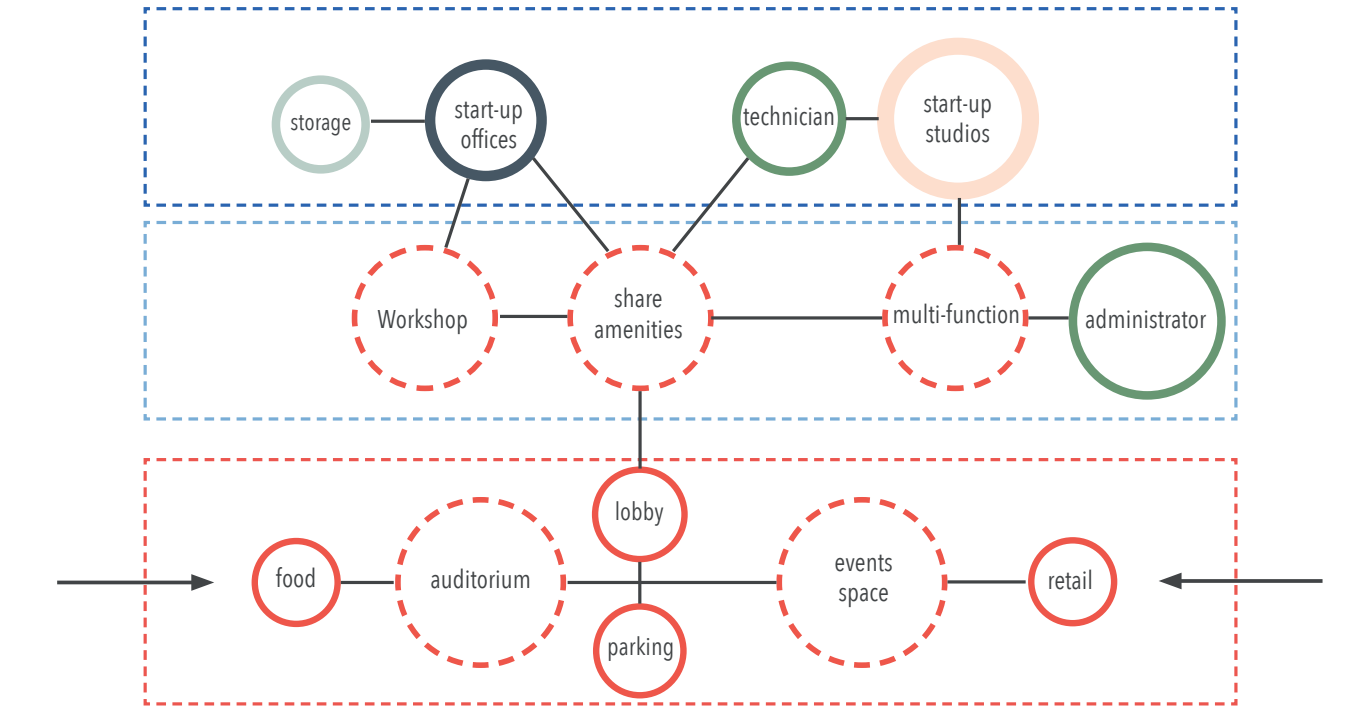 storage
start-up
offices
technician
start-up
studios
Workshop
share
amenities
multi-function
administrator
lobby
food
auditorium
events
space
retail
parking